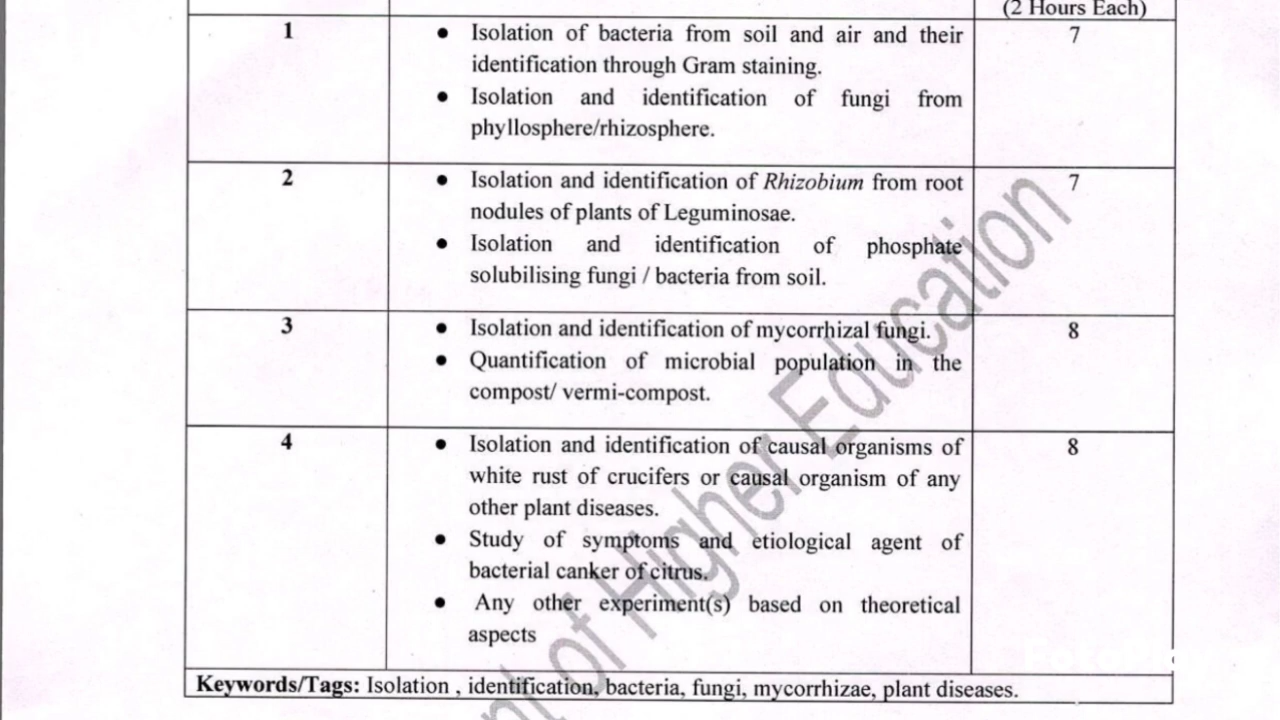 (2 Hours Each)
1
• Isolation of bacteria from soil and air and their
7
identification through Gram staining.
• Isolation and identification of fungi from
phyllosphere/rhizosphere.
2
• Isolation and identification of Rhizobium from root
7
nodules of plants of Leguminosae.
• Isolation and identification of phosphate
solubilising fungi / bacteria from soil.
3
• Isolation and identification of mycorrhizal fungi.
8
• Quantification of microbial population in the
compost/ vermi-compost.
4
• Isolation and identification of causal organisms of
8
white rust of crucifers or causal organism of any
other plant diseases.
• Study of symptoms and etiological agent of
bacterial canker of citrus.
• Any other experiment(s) based on theoretical
aspects
Keywords/Tags: Isolation , identification, bacteria, fungi, mycorrhizae, plant diseases.
nt of Higher Education